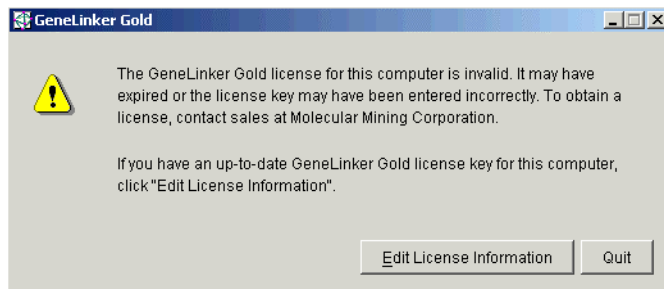 GeneLinker Gold
The GeneLinker Gold license for this computer is invalid. It may have
expired or the license key may have been entered incorrectly. To obtain a
license, contact sales at Molecular Mining Corporation.
If you have an up-to-date GeneLinker Gold license key for this computer,
click "Edit License Information".
Edit License Information Quit